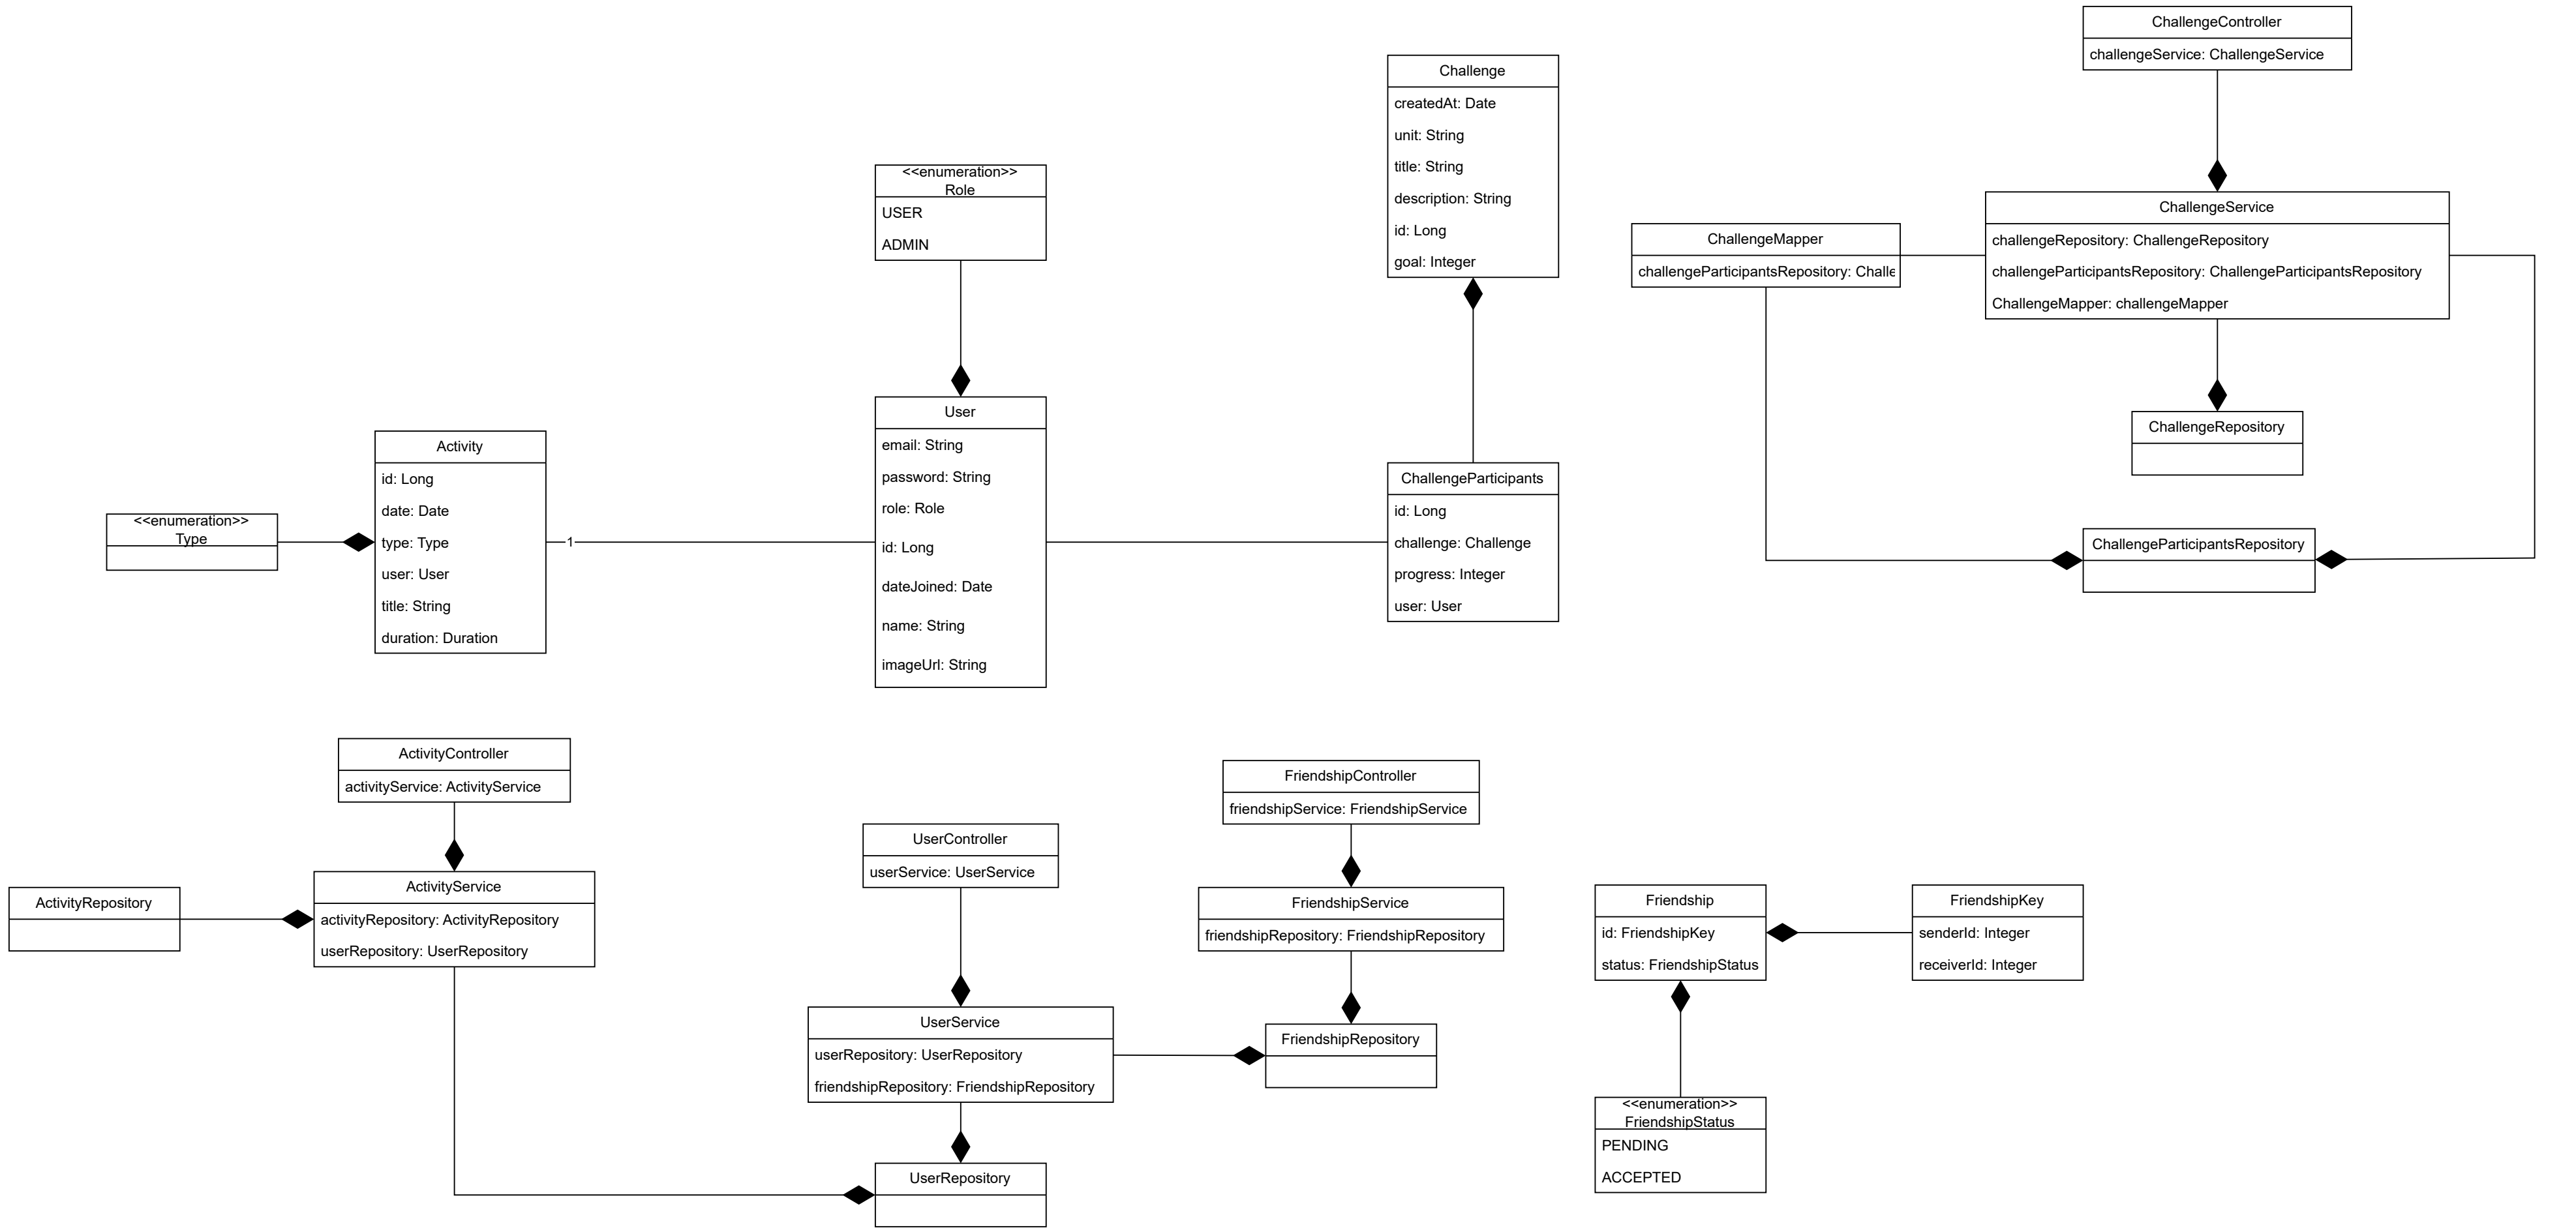 ChallengeController
challengeService: ChallengeService
Challenge
createdAt: Date
unit: String
title: String
description: String
id: Long
goal: Integer
<<enumeration>>
Role
USER
ADMIN
ChallengeService
challengeRepository: ChallengeRepository
challengeParticipantsRepository: ChallengeParticipantsRepository
ChallengeMapper: challengeMapper
ChallengeMapper
challengeParticipantsRepository: Challe
ChallengeRepository
User
email: String
password: String
role: Role
id: Long
dateJoined: Date
name: String
imageUrl: String
Activity
id: Long
date: Date
type: Type
user: User
title: String
duration: Duration
1
<<enumeration>>
Type
ChallengeParticipants
id: Long
challenge: Challenge
progress: Integer
user: User
ChallengeParticipantsRepository
ActivityController
activityService: ActivityService
FriendshipController
friendshipService: FriendshipService
UserController
userService: UserService
ActivityRepository
ActivityService
activityRepository: ActivityRepository
userRepository: UserRepository
FriendshipService
friendshipRepository: FriendshipRepository
Friendship
id: FriendshipKey
status: FriendshipStatus
FriendshipKey
senderId: Integer
receiverId: Integer
UserService
userRepository: UserRepository
friendshipRepository: FriendshipRepository
FriendshipRepository
<<enumeration>>
FriendshipStatus
PENDING
ACCEPTED
UserRepository